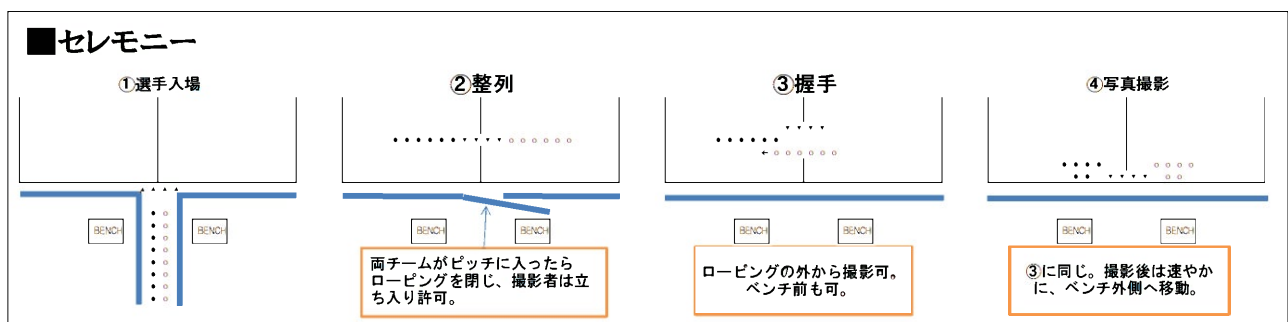 ■セレモニー
①選手入場
②整列
③握手
④写真撮影
BENCH
BENCH
BENCH
BENCH
BENCH
BENCH
BENCH
BENCH
両チームがピッチに入ったら
ロービングを閉じ、撮影者は立
ち入り許可。
ロービングの外から撮影可。
ベンチ前も可。
③に同じ。撮影後は速やか
に、ベンチ外側へ移動。